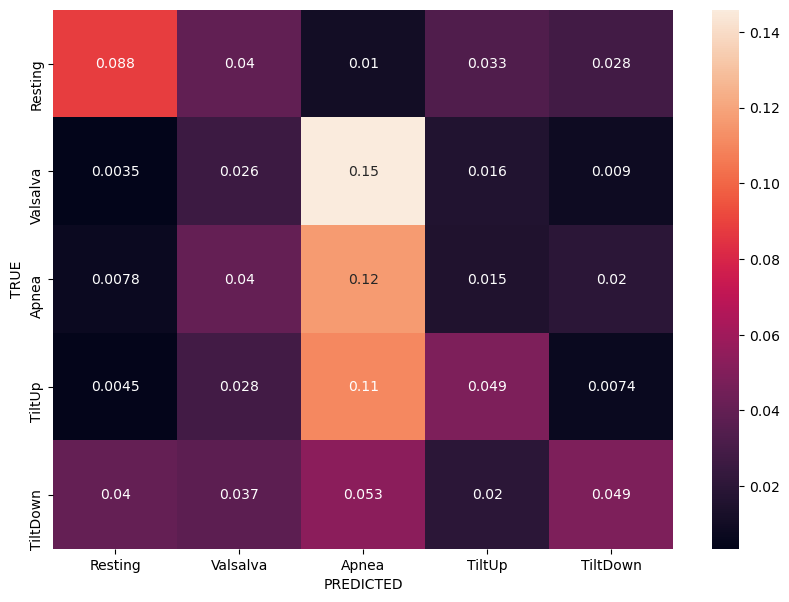 Resting 0.088 0.04 0.01 0.033 0.028
Valsalva 0.0035 0.026 0.15 0.016 0.009
Apnea 0.0078 0.04 0.12 0.015 0.02
TiltUp 0.0045 0.028 0.11 0.049 0.0074
TiltDown 0.04 0.037 0.053 0.02 0.049
TRUE
Resting Valsalva Apnea TiltUp TiltDown
PREDICTED
0.14
0.12
0.10
0.08
0.06
0.04
0.02